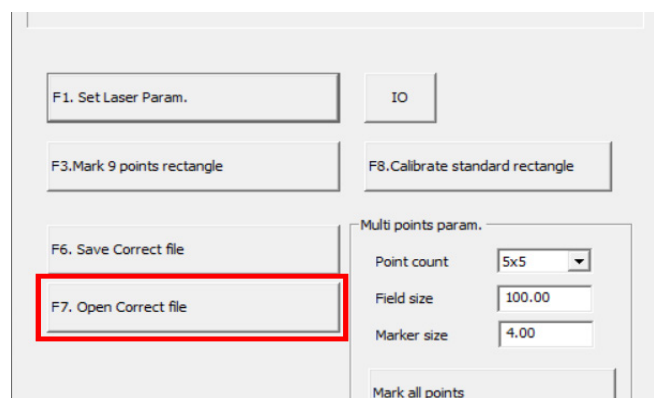 F1. Set Laser Param.
IO
F3.Mark 9 points rectangle
F8.Calibrate standard rectangle
F6. Save Correct file
F7. Open Correct file
Multi points param.
Point count 5x5
Field size 100.00
Marker size 4.00
Mark all points